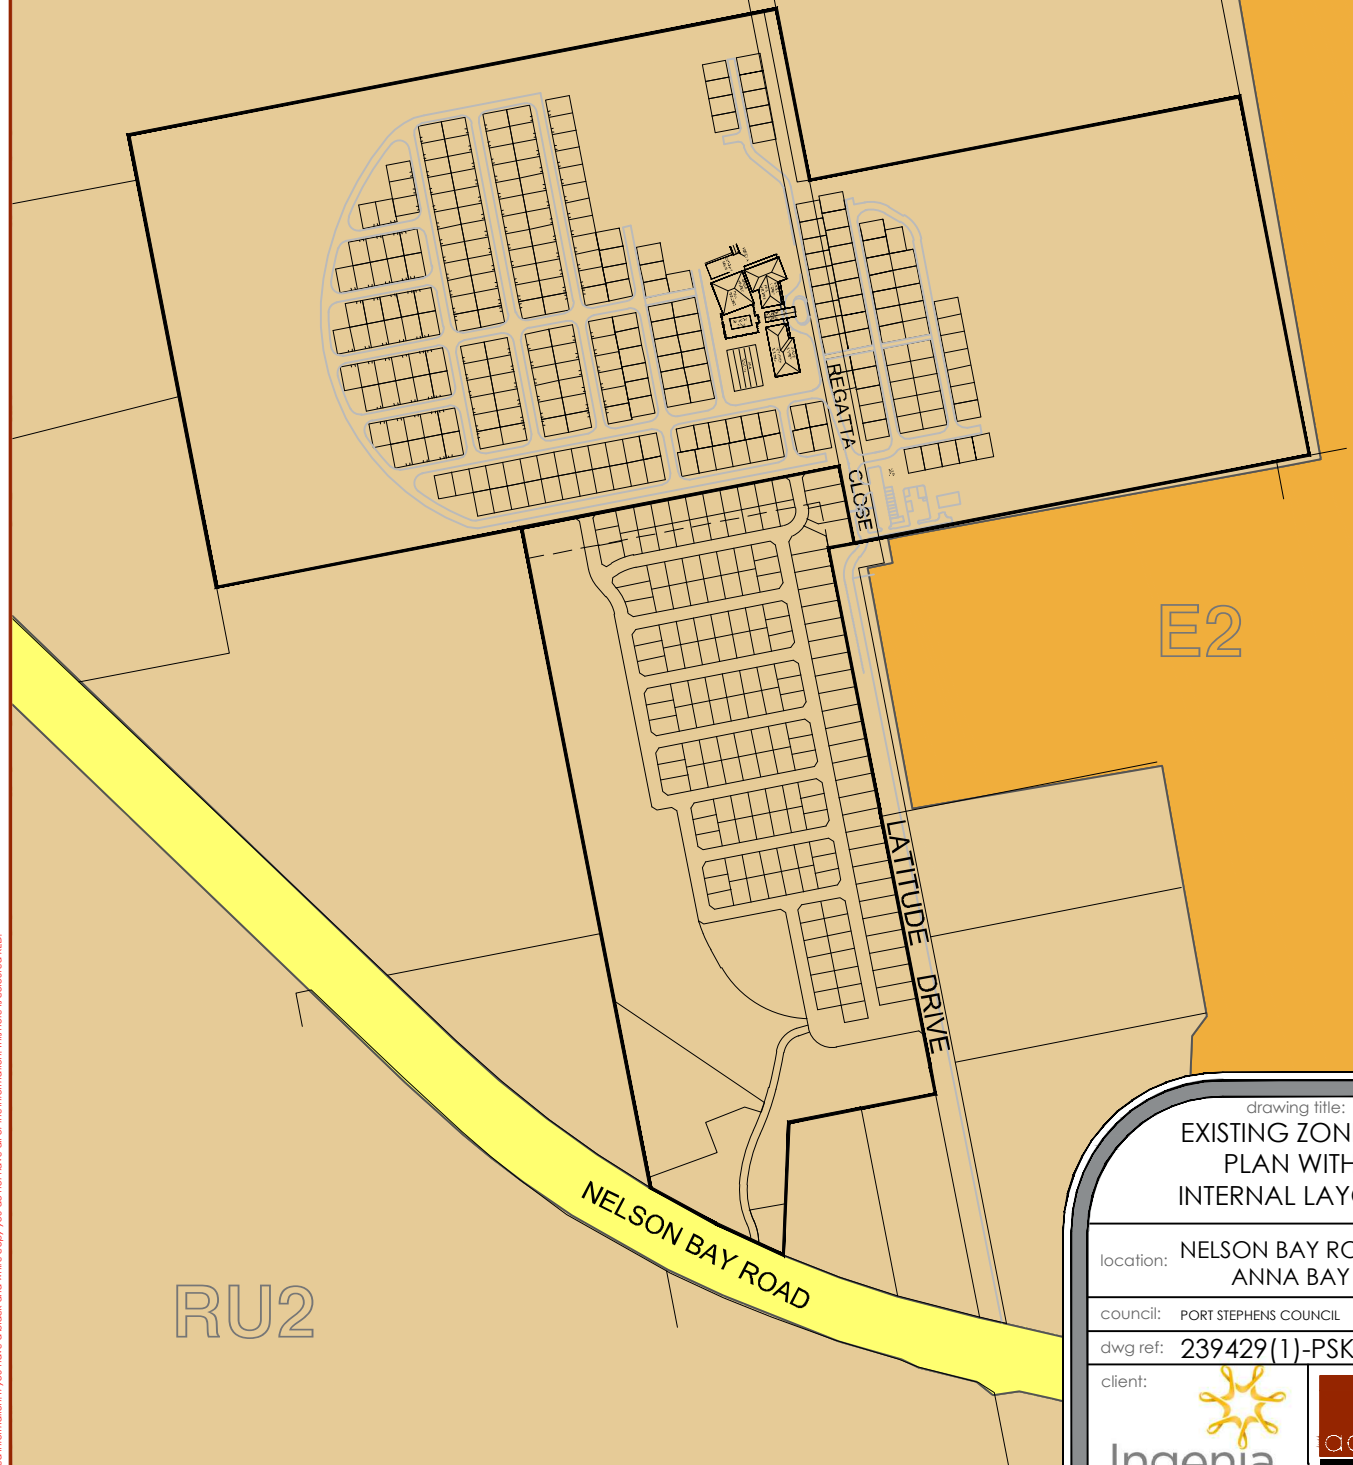 REGATTA CLOSE
E2
LATITUDE DRIVE
NELSON BAY ROAD
RU2
drawing title:
EXISTING ZON
PLAN WITH
INTERNAL LAY
location: NELSON BAY RO
ANNA BAY
council: PORT STEPHENS COUNCIL
dwg ref: 239429(1)-PSK
client:
Ingenia